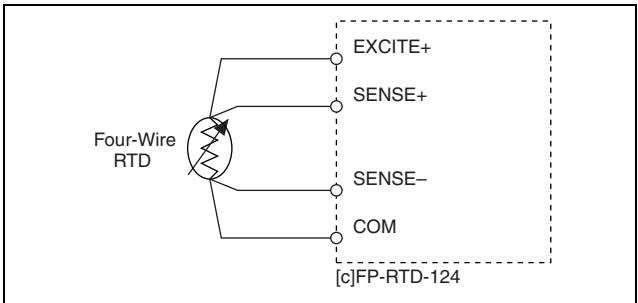 EXCITE+
SENSE+
Four-Wire
RTD
SENSE–
COM
[c]FP-RTD-124